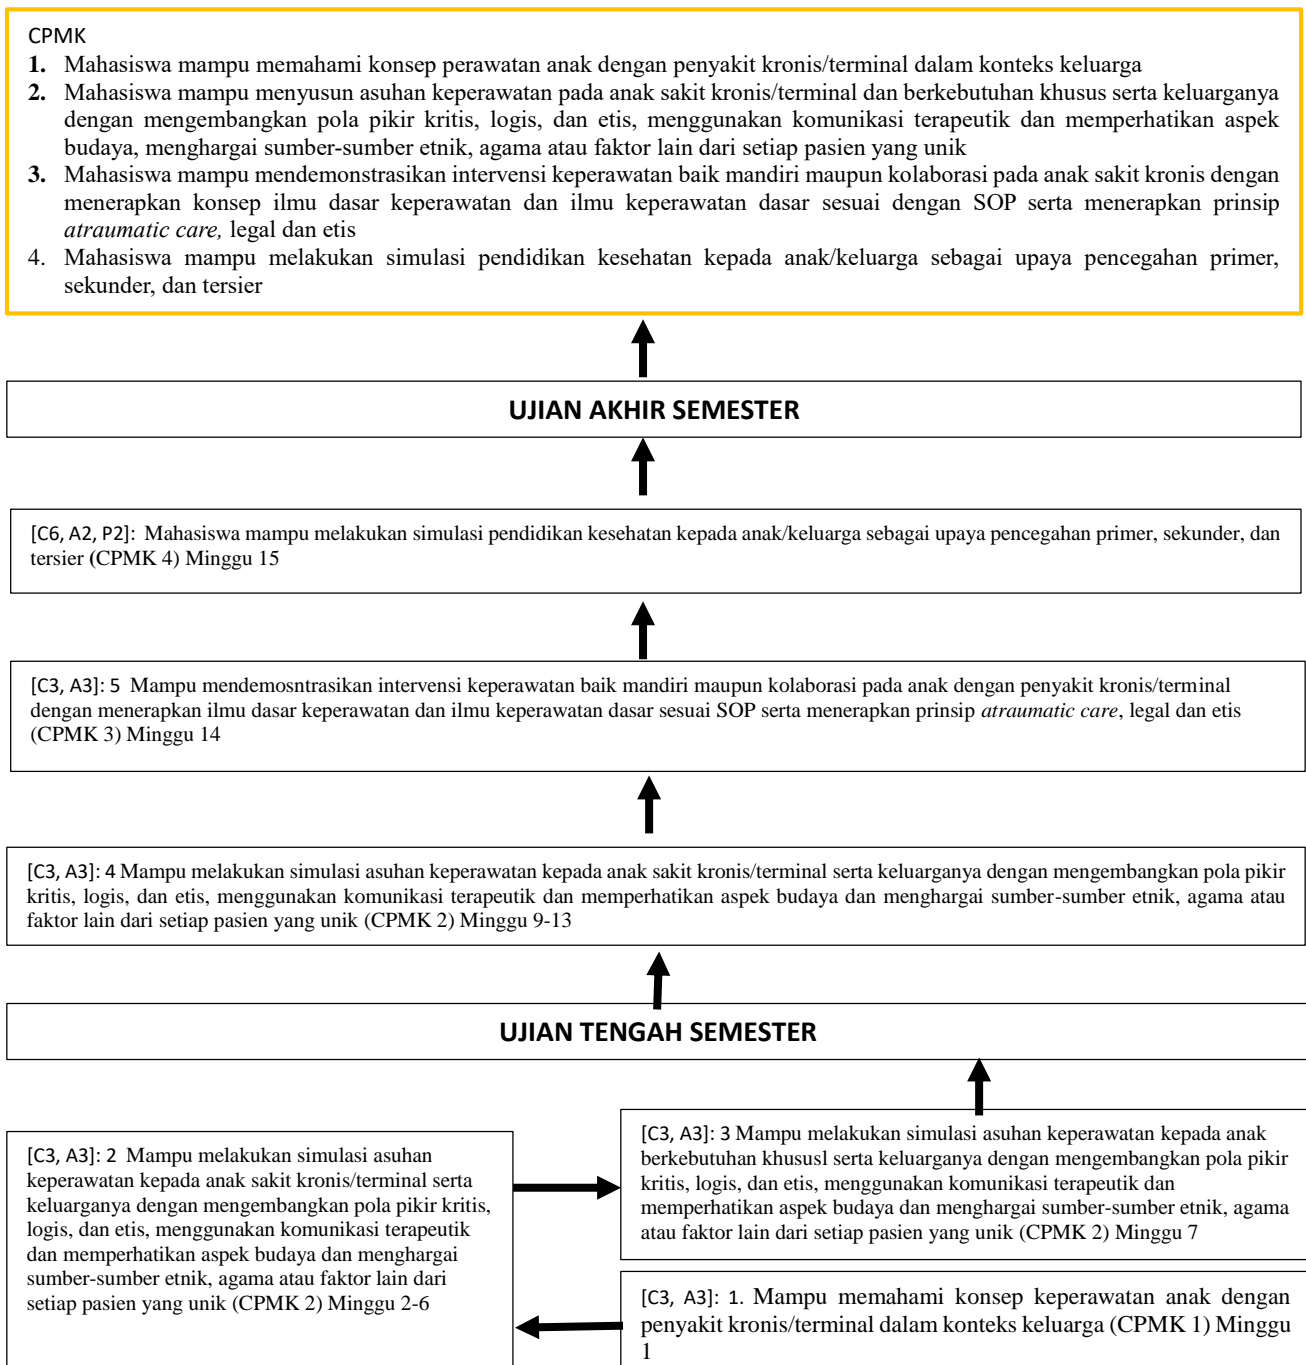 CPMK
1. Mahasiswa mampu memahami konsep perawatan anak dengan penyakit kronis/terminal dalam konteks keluarga
2. Mahasiswa mampu menyusun asuhan keperawatan pada anak sakit kronis/terminal dan berkebutuhan khusus serta keluarganya
dengan mengembangkan pola pikir kritis, logis, dan etis, menggunakan komunikasi terapeutik dan memperhatikan aspek
budaya, menghargai sumber-sumber etnik, agama atau faktor lain dari setiap pasien yang unik
3. Mahasiswa mampu mendemonstrasikan intervensi keperawatan baik mandiri maupun kolaborasi pada anak sakit kronis dengan
menerapkan konsep ilmu dasar keperawatan dan ilmu keperawatan dasar sesuai dengan SOP serta menerapkan prinsip
atraumatic care, legal dan etis
4. Mahasiswa mampu melakukan simulasi pendidikan kesehatan kepada anak/keluarga sebagai upaya pencegahan primer,
sekunder, dan tersier
UJIAN AKHIR SEMESTER
[C6, A2, P2]: Mahasiswa mampu melakukan simulasi pendidikan kesehatan kepada anak/keluarga sebagai upaya pencegahan primer, sekunder, dan
tersier (CPMK 4) Minggu 15
[C3, A3]: 5 Mampu mendemosntrasikan intervensi keperawatan baik mandiri maupun kolaborasi pada anak dengan penyakit kronis/terminal
dengan menerapkan ilmu dasar keperawatan dan ilmu keperawatan dasar sesuai SOP serta menerapkan prinsip atraumatic care, legal dan etis
(CPMK 3) Minggu 14
[C3, A3]: 4 Mampu melakukan simulasi asuhan keperawatan kepada anak sakit kronis/terminal serta keluarganya dengan mengembangkan pola pikir
kritis, logis, dan etis, menggunakan komunikasi terapeutik dan memperhatikan aspek budaya dan menghargai sumber-sumber etnik, agama atau
faktor lain dari setiap pasien yang unik (CPMK 2) Minggu 9-13
UJIAN TENGAH SEMESTER
[C3, A3]: 2 Mampu melakukan simulasi asuhan
keperawatan kepada anak sakit kronis/terminal serta
keluarganya dengan mengembangkan pola pikir kritis,
logis, dan etis, menggunakan komunikasi terapeutik
dan memperhatikan aspek budaya dan menghargai
sumber-sumber etnik, agama atau faktor lain dari
setiap pasien yang unik (CPMK 2) Minggu 2-6
[C3, A3]: 3 Mampu melakukan simulasi asuhan keperawatan kepada anak
berkebutuhan khususl serta keluarganya dengan mengembangkan pola pikir
kritis, logis, dan etis, menggunakan komunikasi terapeutik dan
memperhatikan aspek budaya dan menghargai sumber-sumber etnik, agama
atau faktor lain dari setiap pasien yang unik (CPMK 2) Minggu 7
[C3, A3]: 1. Mampu memahami konsep keperawatan anak dengan
penyakit kronis/terminal dalam konteks keluarga (CPMK 1) Minggu
1